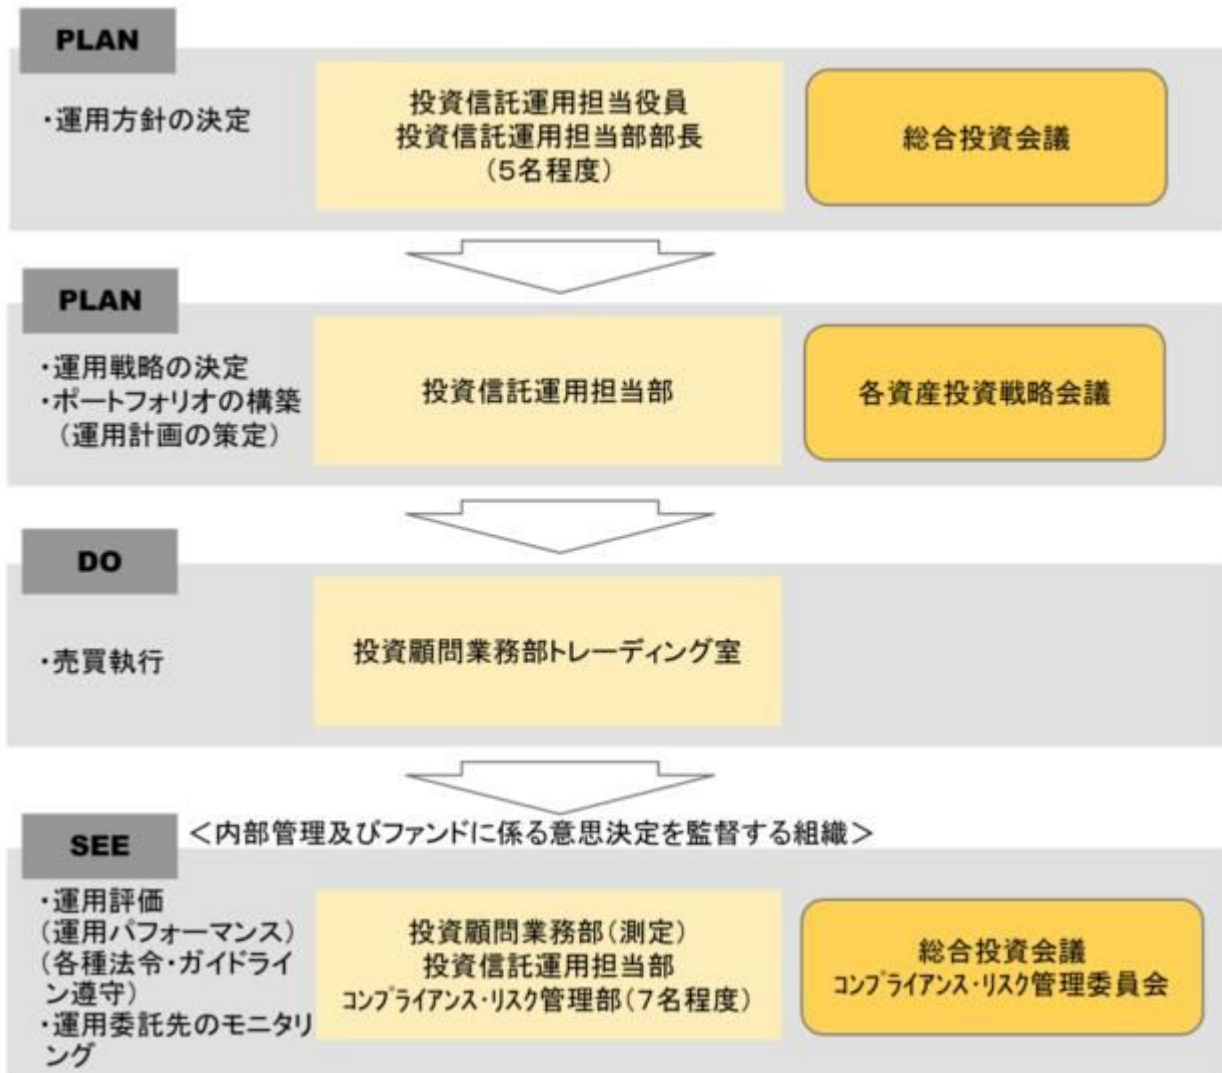 PLAN
・運用方針の決定
投資信託運用担当役員
投資信託運用担当部部長
（５名程度）
総合投資会議
PLAN
・運用戦略の決定
・ポートフォリオの構築
（運用計画の策定）
投資信託運用担当部
各資産投資戦略会議
DO
・売買執行
投資顧問業務部トレーディング室
SEE
＜内部管理及びファンドに係る意思決定を監督する組織＞
・運用評価
（運用パフォーマンス）
（各種法令・ガイドライ
ン遵守）
・運用委託先のモニタリ
ング
投資顧問業務部（測定）
投資信託運用担当部
ｺﾝﾌﾟﾗｲｱﾝｽ･ﾘｽｸ管理部（７名程度）
総合投資会議
ｺﾝﾌﾟﾗｲｱﾝｽ･ﾘｽｸ管理委員会